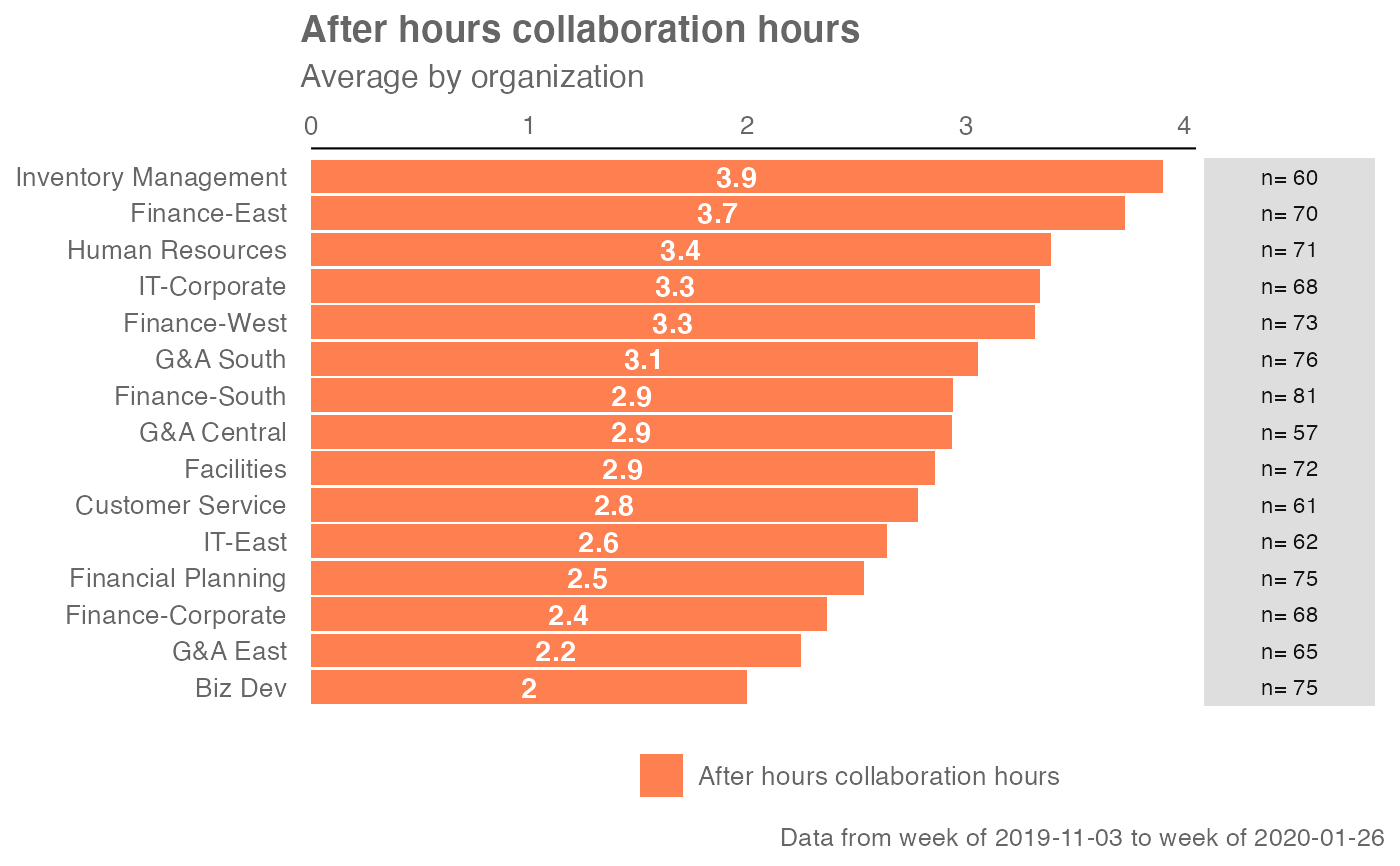 After hours collaboration hours
Average by organization
0 1 2 3 4
Inventory Management 3.9 n= 60
Finance-East 3.7 n= 70
Human Resources 3.4 n= 71
IT-Corporate 3.3 n= 68
Finance-West 3.3 n= 73
G&A South 3.1 n= 76
Finance-South 2.9 n= 81
G&A Central 2.9 n= 57
Facilities 2.9 n= 72
Customer Service 2.8 n= 61
IT-East 2.6 n= 62
Financial Planning 2.5 n= 75
Finance-Corporate 2.4 n= 68
G&A East 2.2 n= 65
Biz Dev 2 n= 75
After hours collaboration hours
Data from week of 2019-11-03 to week of 2020-01-26